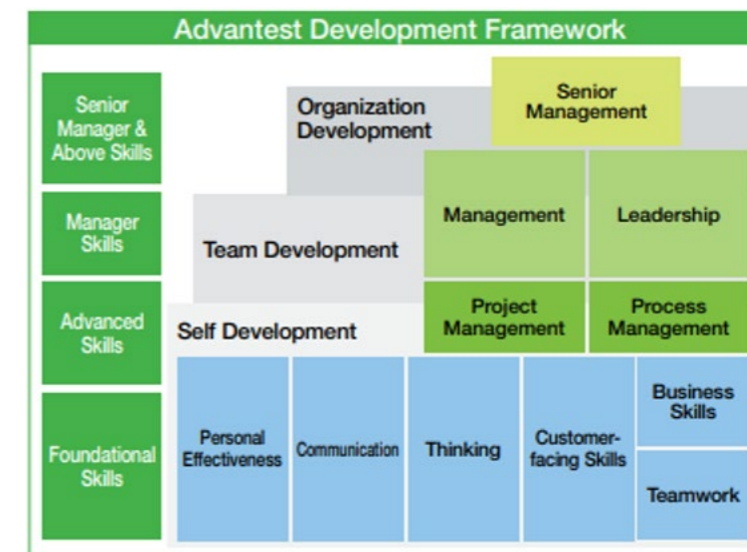 Advantest Development Framework
Senior
Manager &
Above Skills
Organization
Development
Senior
Management
Manager
Skills
Team Development
Management
Leadership
Advanced
Skills
Self Development
Project
Management
Process
Management
Foundational
Skills
Personal
Effectiveness
Communication
Thinking
Customer-
facing Skills
Business
Skills
Teamwork